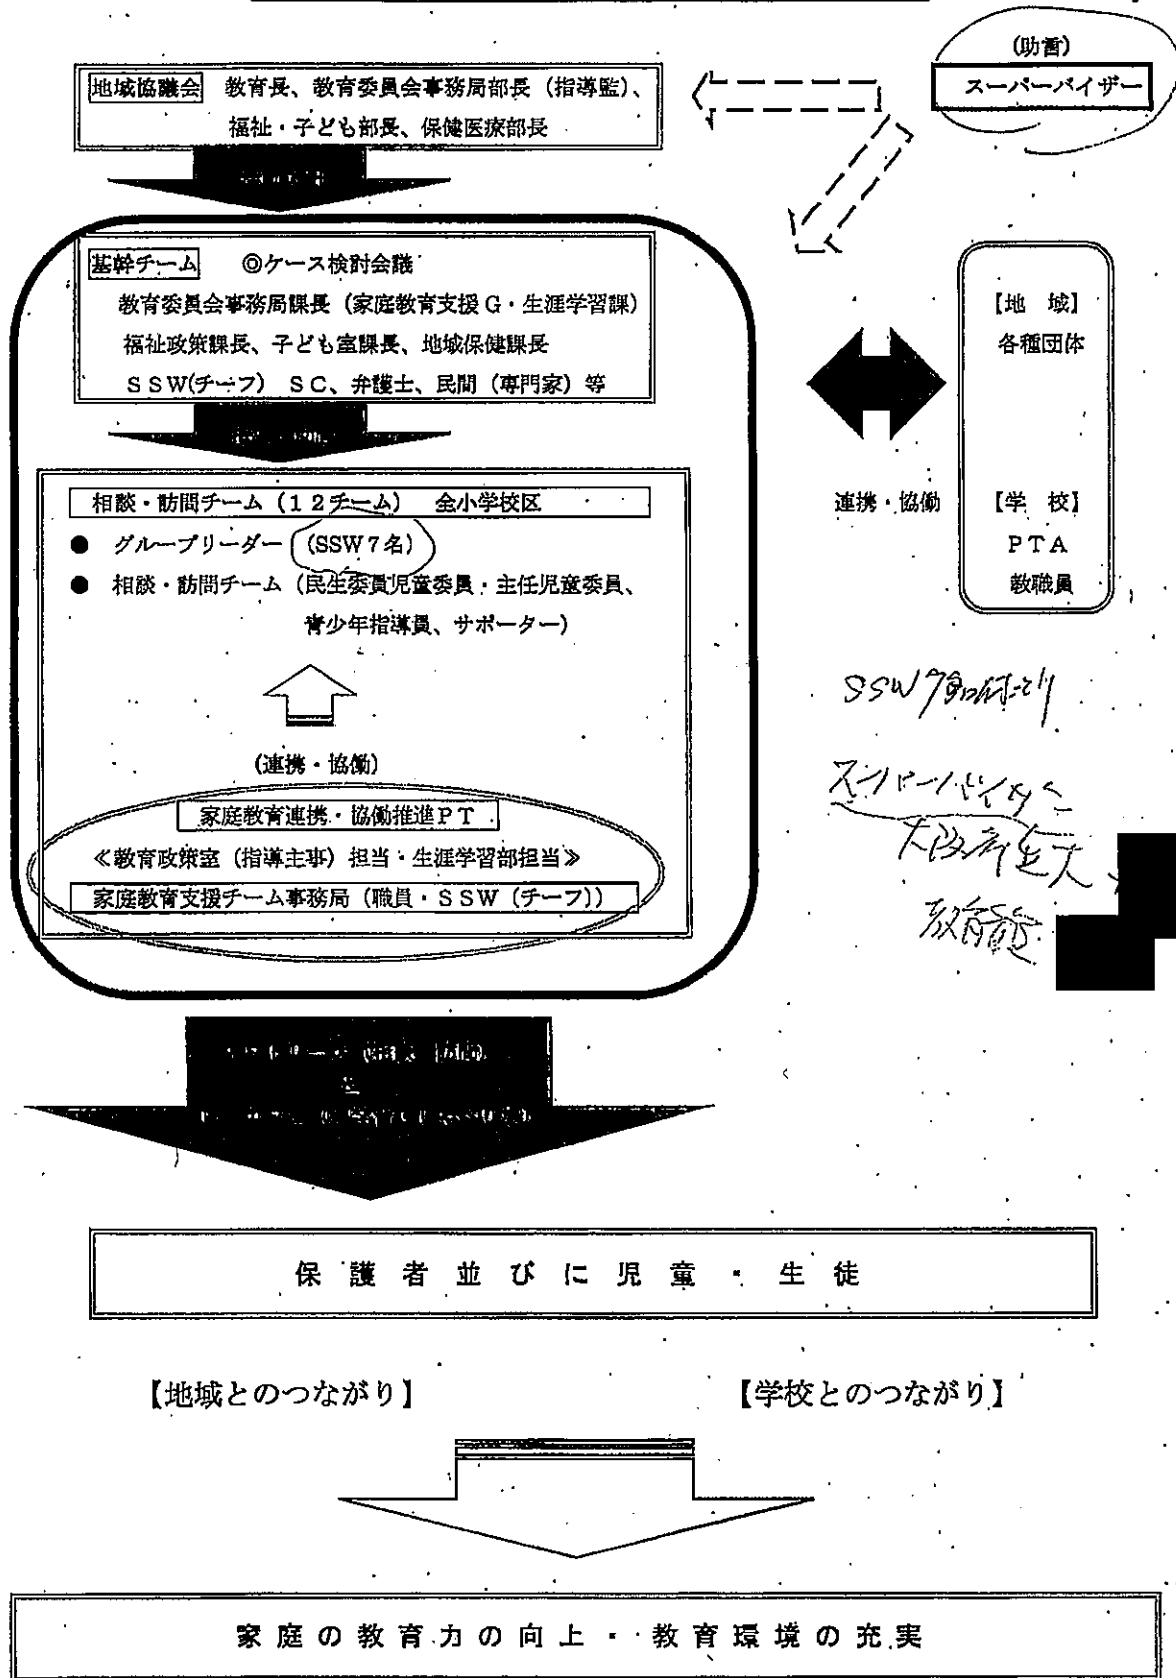 (助言)
スーパーバイザー
地域協議会 教育長、教育委員会事務局部長(指導監)、
福祉・子ども部長、保健医療部長
基幹チーム ◎ケース検討会議
教育委員会事務局課長(家庭教育支援G・生涯学習課)
福祉政策課長、子ども室課長、地域保健課長
SSW(チーフ) SC、弁護士、民間(専門家)等
【地 域】
各種団体
連携・協働
【学 校】
PTA
教職員
相談・訪問チーム(12チーム) 全小学校区
● グループリーダー(SSW7名)
● 相談・訪問チーム(民生委員児童委員・主任児童委員、
青少年指導員、サポーター)
(連携・協働)
家庭教育連携・協働推進PT
≪教育政策室(指導主事)担当・生涯学習部担当≫
家庭教育支援チーム事務局(職員・SSW(チーフ))
SSW7名
スーパーバイザー
保護者並びに児童・生徒
【地域とのつながり】 【学校とのつながり】
家庭の教育力の向上・教育環境の充実